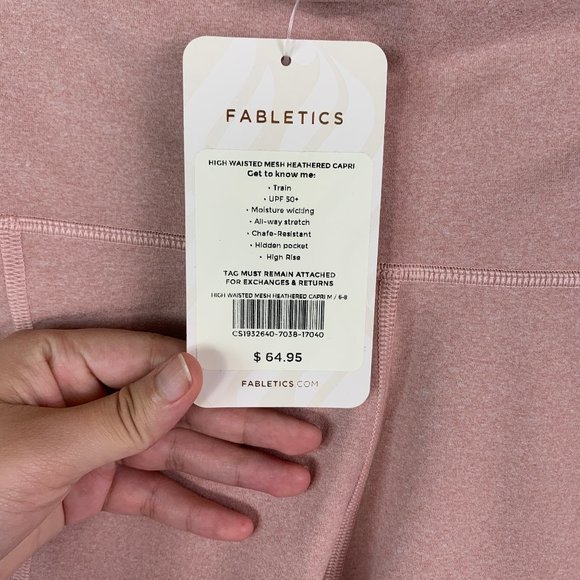 FABLETICS
HIGH WAISTED MESH HEATHERED CAPRI
Get to know me:
• Train
• UPF 50+
• Moisture wicking
• All-way stretch
• Chafe-Resistant
• Hidden pocket
• High Rise
TAG MUST REMAIN ATTACHED
FOR EXCHANGES & RETURNS
HIGH WAISTED MESH HEATHERED CAPRI M / 6-8
CS1932640-7038-17040
$ 64.95
FABLETICS.COM